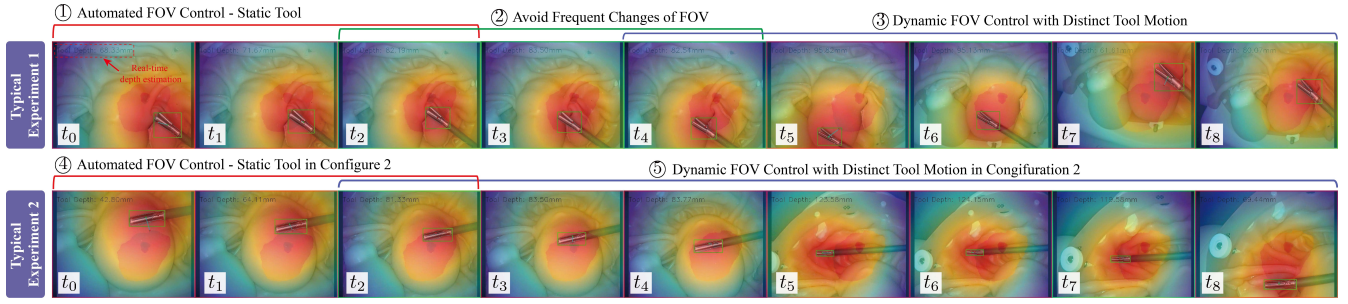 ① Automated FOV Control - Static Tool
② Avoid Frequent Changes of FOV
③ Dynamic FOV Control with Distinct Tool Motion
Typical
Experiment 1
Real-time
depth estimation
t0
t1
t2
t3
t4
t5
t6
t7
t8
④ Automated FOV Control - Static Tool in Configure 2
⑤ Dynamic FOV Control with Distinct Tool Motion in Congifuration 2
Typical
Experiment 2
t0
t1
t2
t3
t4
t5
t6
t7
t8